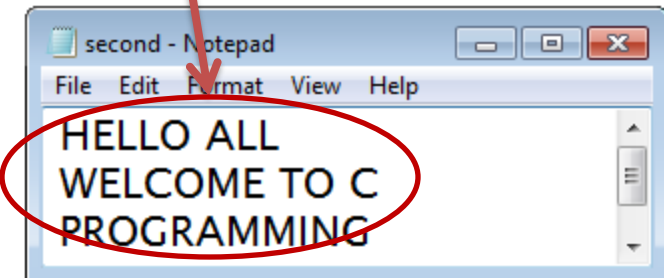 second - Notepad
File Edit Format View Help
HELLO ALL
WELCOME TO C
PROGRAMMING